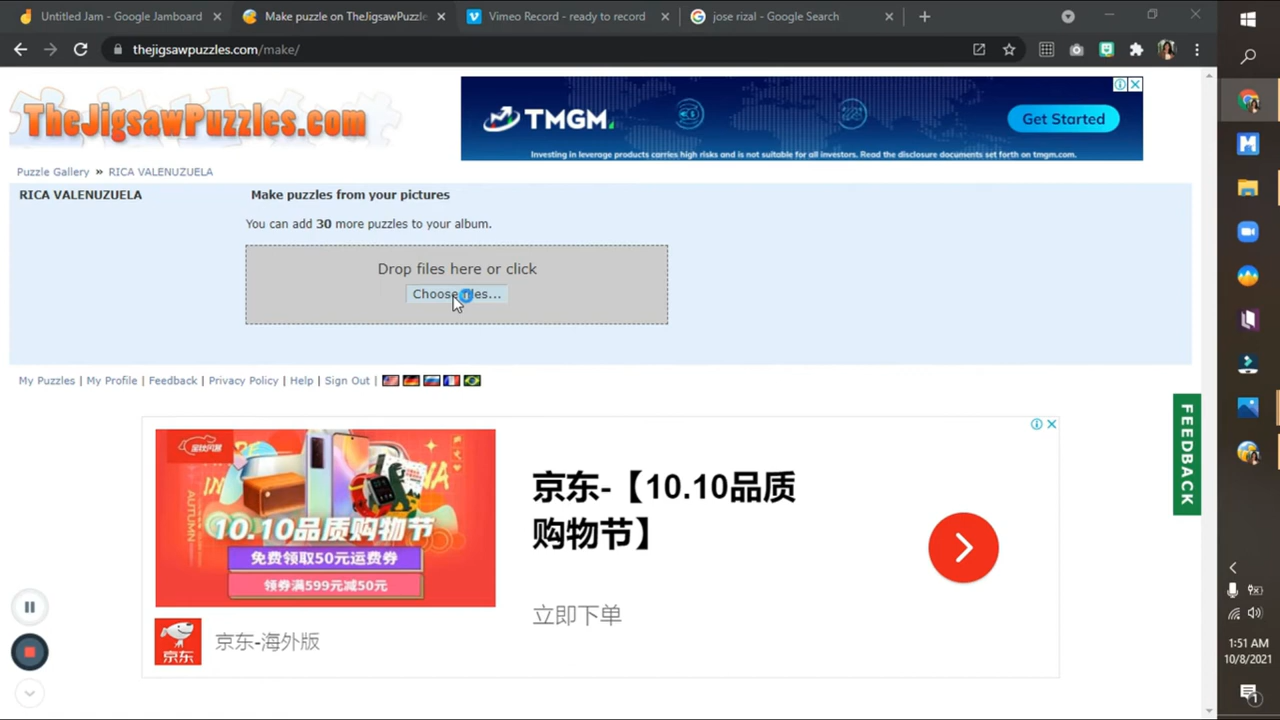 Untitled Jam - Google Jamboard
Make puzzle on TheJigsawPuzzle
Vimeo Record - ready to record
jose rizal - Google Search
thejigsawpuzzles.com/make/
TheJigsawPuzzles.com
TMGM.
Get Started
Investing in leverage products carries high risks and is not suitable for all investors. Read the disclosure documents set forth on tmgm.com.
Puzzle Gallery » RICA VALENUZUELA
RICA VALENUZUELA
Make puzzles from your pictures
You can add 30 more puzzles to your album.
Drop files here or click
Choose files...
My Puzzles | My Profile | Feedback | Privacy Policy | Help | Sign Out |
FEEDBACK
10.10品质购物节
免费领取50元运费券
领券满599元减50元
京东-【10.10品质
购物节】
立即下单
京东
京东-海外版
1:51 AM
10/8/2021